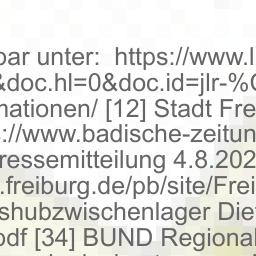 bar unter:  https://www.l
&doc.hl=0&doc.id=jlr-%
nationen/ [12] Stadt Fre
://www.badische-zeitun
ressemitteilung 4.8.202
.freiburg.de/pb/site/Frei
shubzwischenlager Diet
odf [34] BUND Regional